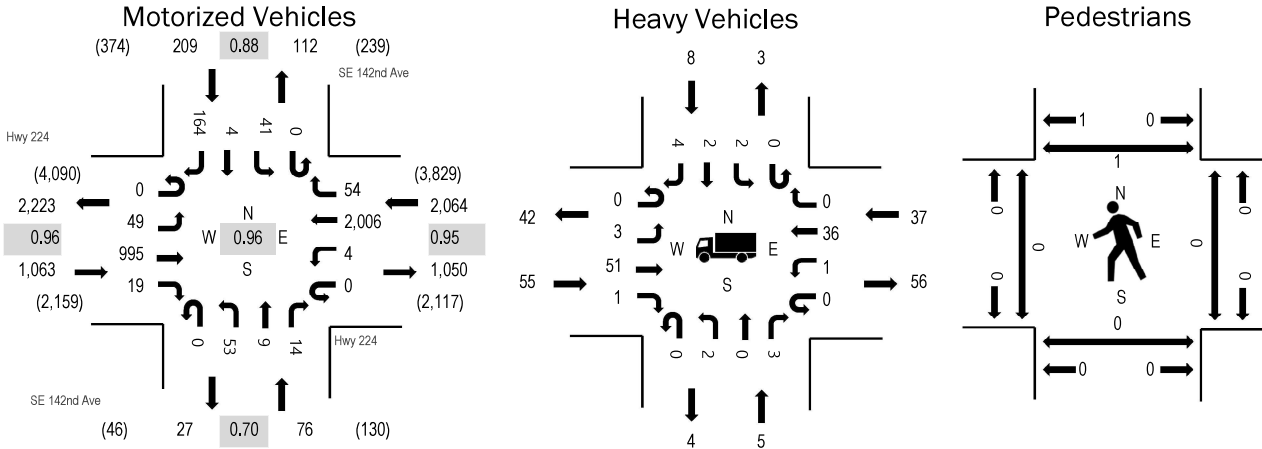 Motorized Vehicles
(374) 209 0.88 112 (239)
SE 142nd Ave
Hwy 224
164 4 41 0
(4,090) 0 54 (3,829)
2,223 49 2,006 2,064
N
0.96 W 0.96 E 0.95
S
1,063 995 4 1,050
(2,159) 19 0 (2,117)
0 53 9 14
Hwy 224
SE 142nd Ave
(46) 27 0.70 76 (130)
Heavy Vehicles
8 3
4 2 2 0
0 0
42 3 36 37
N
W E
S
55 51 1 56
1 0
0 2 0 3
4 5
Pedestrians
1 0
1
0 0
N
0 W E 0
S
0 0
0
0 0